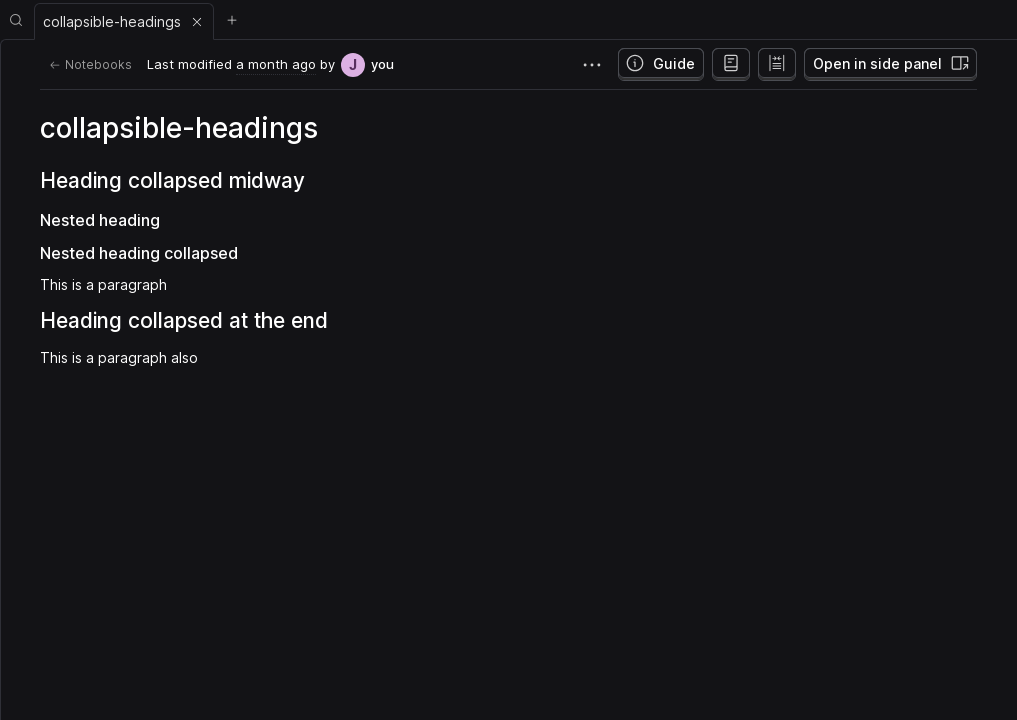 collapsible-headings
Notebooks Last modified a month ago by J you Guide Open in side panel
collapsible-headings
Heading collapsed midway
Nested heading
Nested heading collapsed
This is a paragraph
Heading collapsed at the end
This is a paragraph also